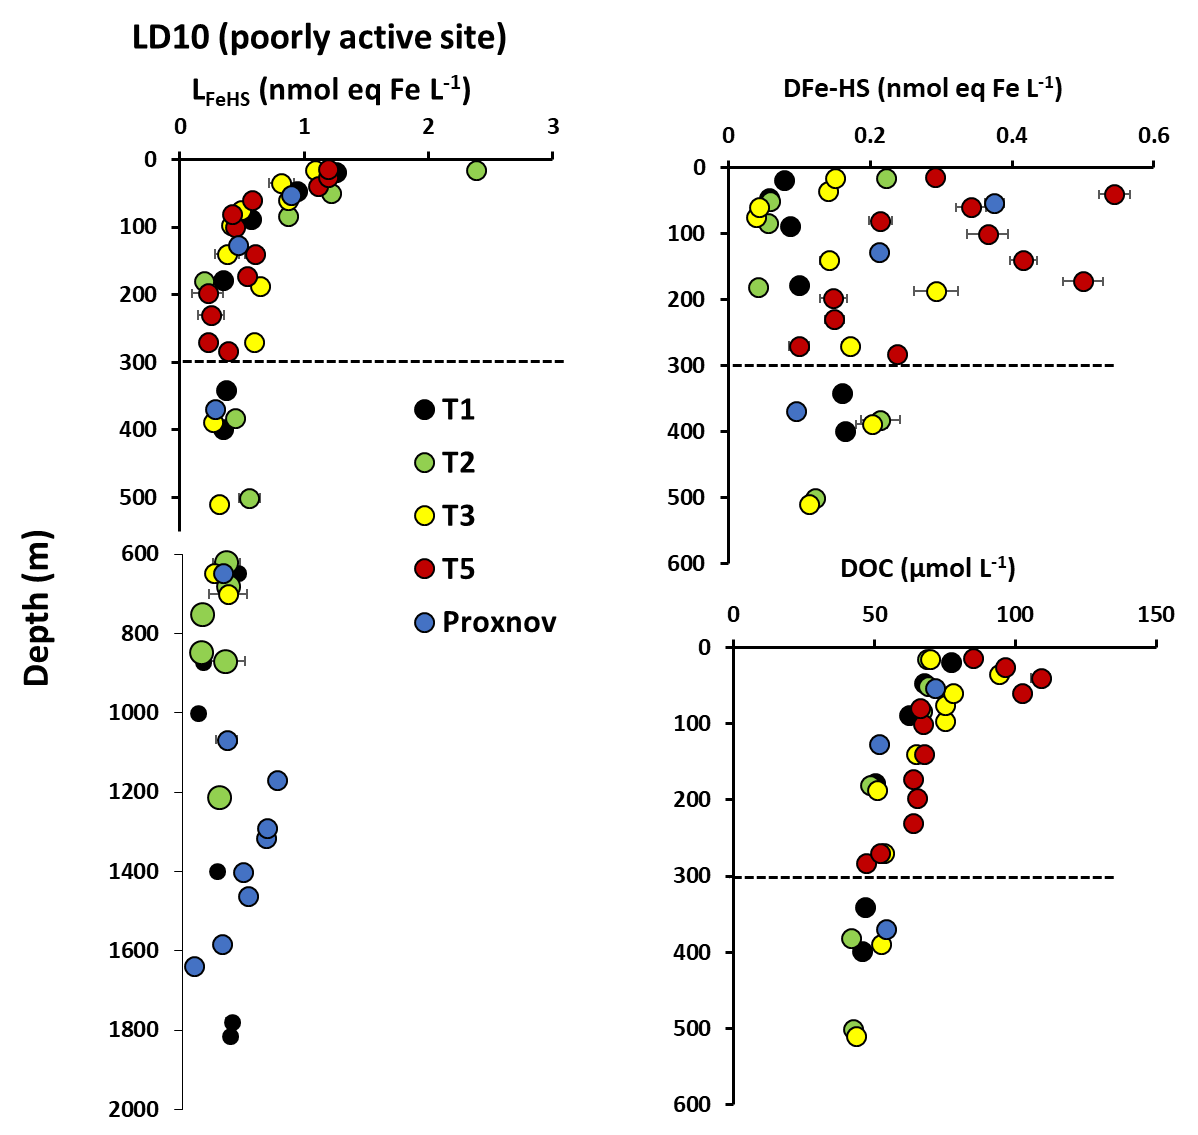 LD10 (poorly active site)
L_FeHS (nmol eq Fe L⁻¹)
0 1 2 3
0
100
200
300
400
500
600
800
1000
1200
1400
1600
1800
2000
Depth (m)
T1
T2
T3
T5
Proxnov
DFe-HS (nmol eq Fe L⁻¹)
0 0.2 0.4 0.6
0
100
200
300
400
500
600
DOC (µmol L⁻¹)
0 50 100 150
0
100
200
300
400
500
600